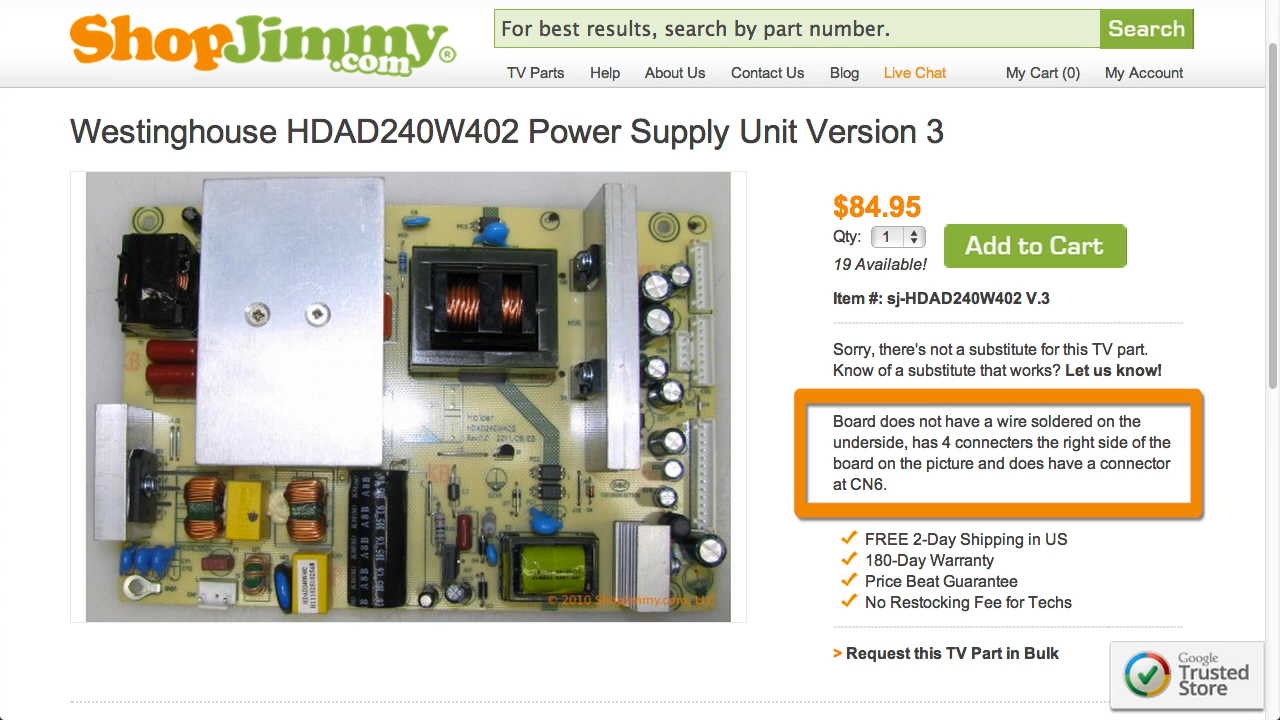 ShopJimmy.com®
For best results, search by part number.
Search
TV Parts Help About Us Contact Us Blog Live Chat My Cart (0) My Account
Westinghouse HDAD240W402 Power Supply Unit Version 3
Holder
HDAD240W402
© 2010 ShopJimmy.com, LLC
$84.95
Qty: 1
Add to Cart
19 Available!
Item #: sj-HDAD240W402 V.3
Sorry, there's not a substitute for this TV part.
Know of a substitute that works? Let us know!
Board does not have a wire soldered on the
underside, has 4 connecters the right side of the
board on the picture and does have a connector
at CN6.
FREE 2-Day Shipping in US
180-Day Warranty
Price Beat Guarantee
No Restocking Fee for Techs
> Request this TV Part in Bulk
Google
Trusted
Store